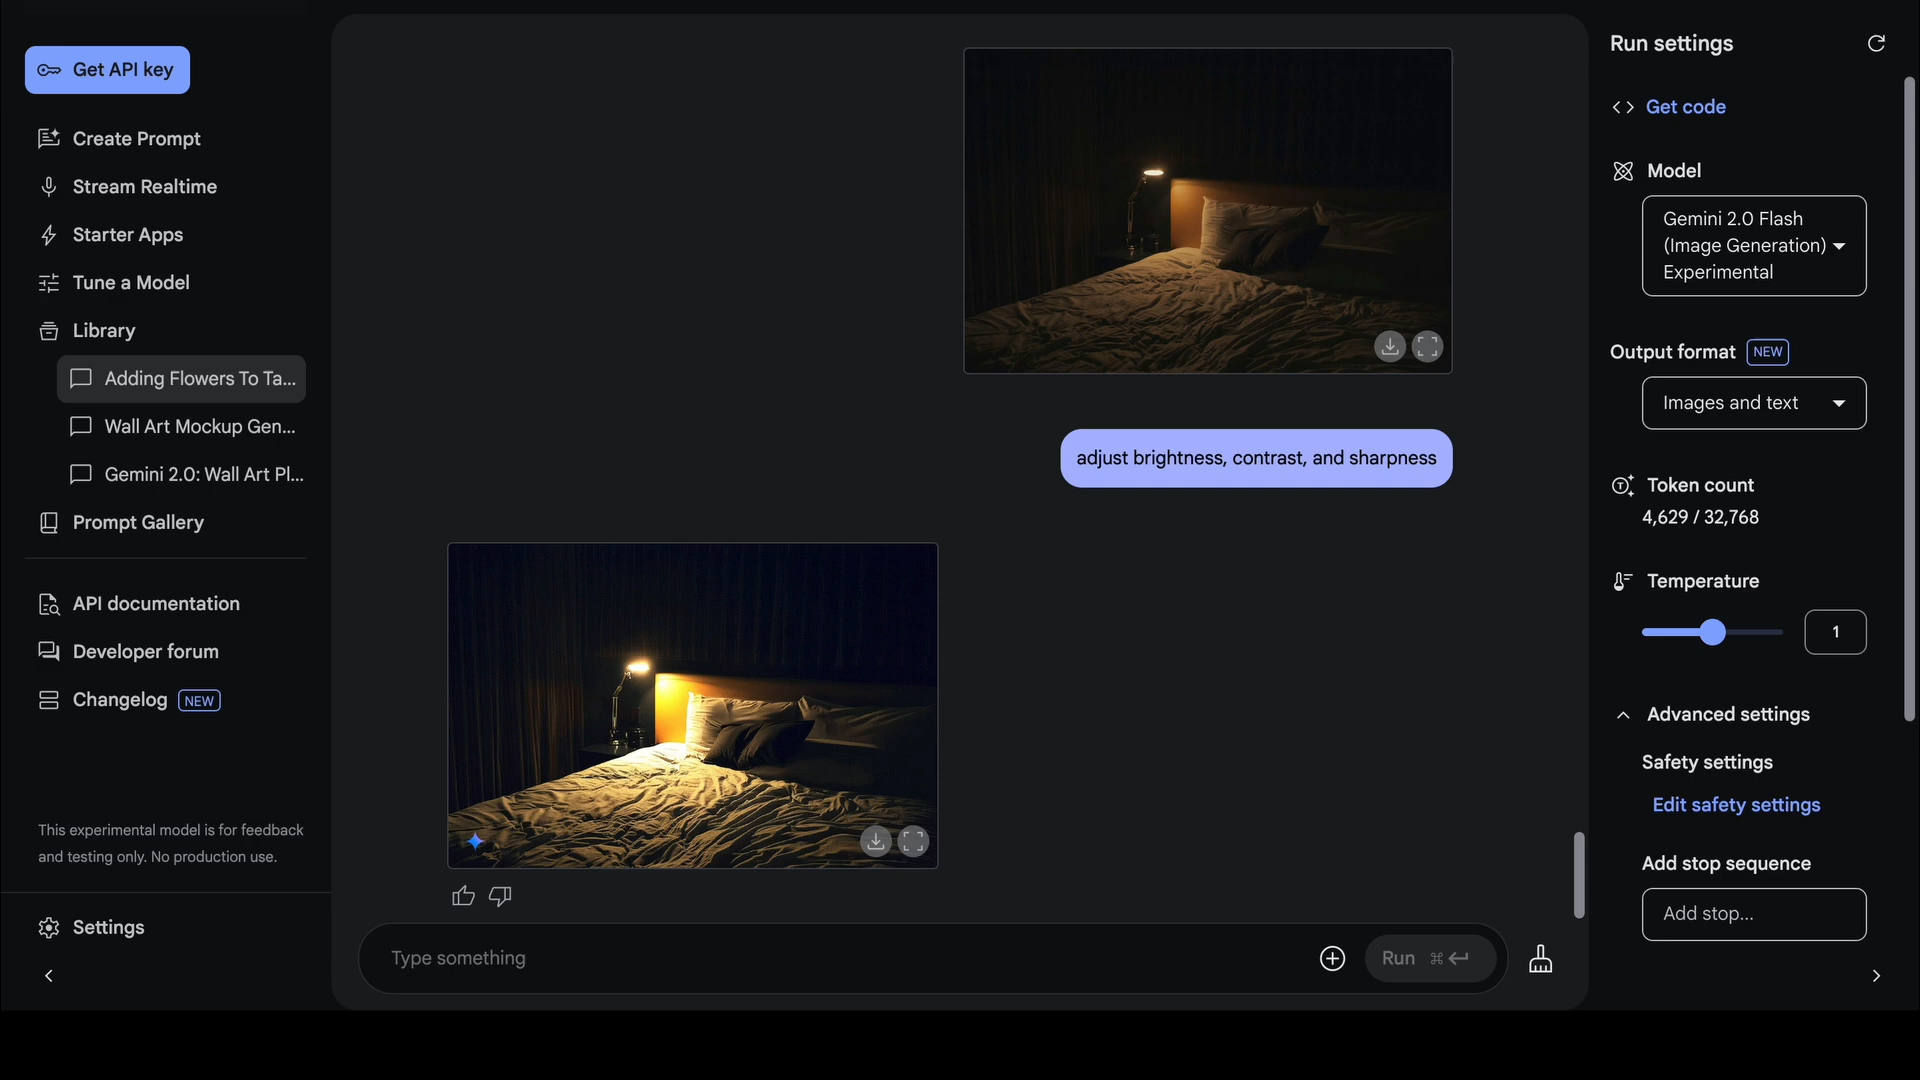 Get API key
Create Prompt
Stream Realtime
Starter Apps
Tune a Model
Library
Adding Flowers To Ta...
Wall Art Mockup Gen...
Gemini 2.0: Wall Art Pl...
Prompt Gallery
API documentation
Developer forum
Changelog NEW
This experimental model is for feedback
and testing only. No production use.
Settings
adjust brightness, contrast, and sharpness
Type something
Run ⌘
Run settings
Get code
Model
Gemini 2.0 Flash
(Image Generation)
Experimental
Output format NEW
Images and text
Token count
4,629 / 32,768
Temperature
1
Advanced settings
Safety settings
Edit safety settings
Add stop sequence
Add stop...